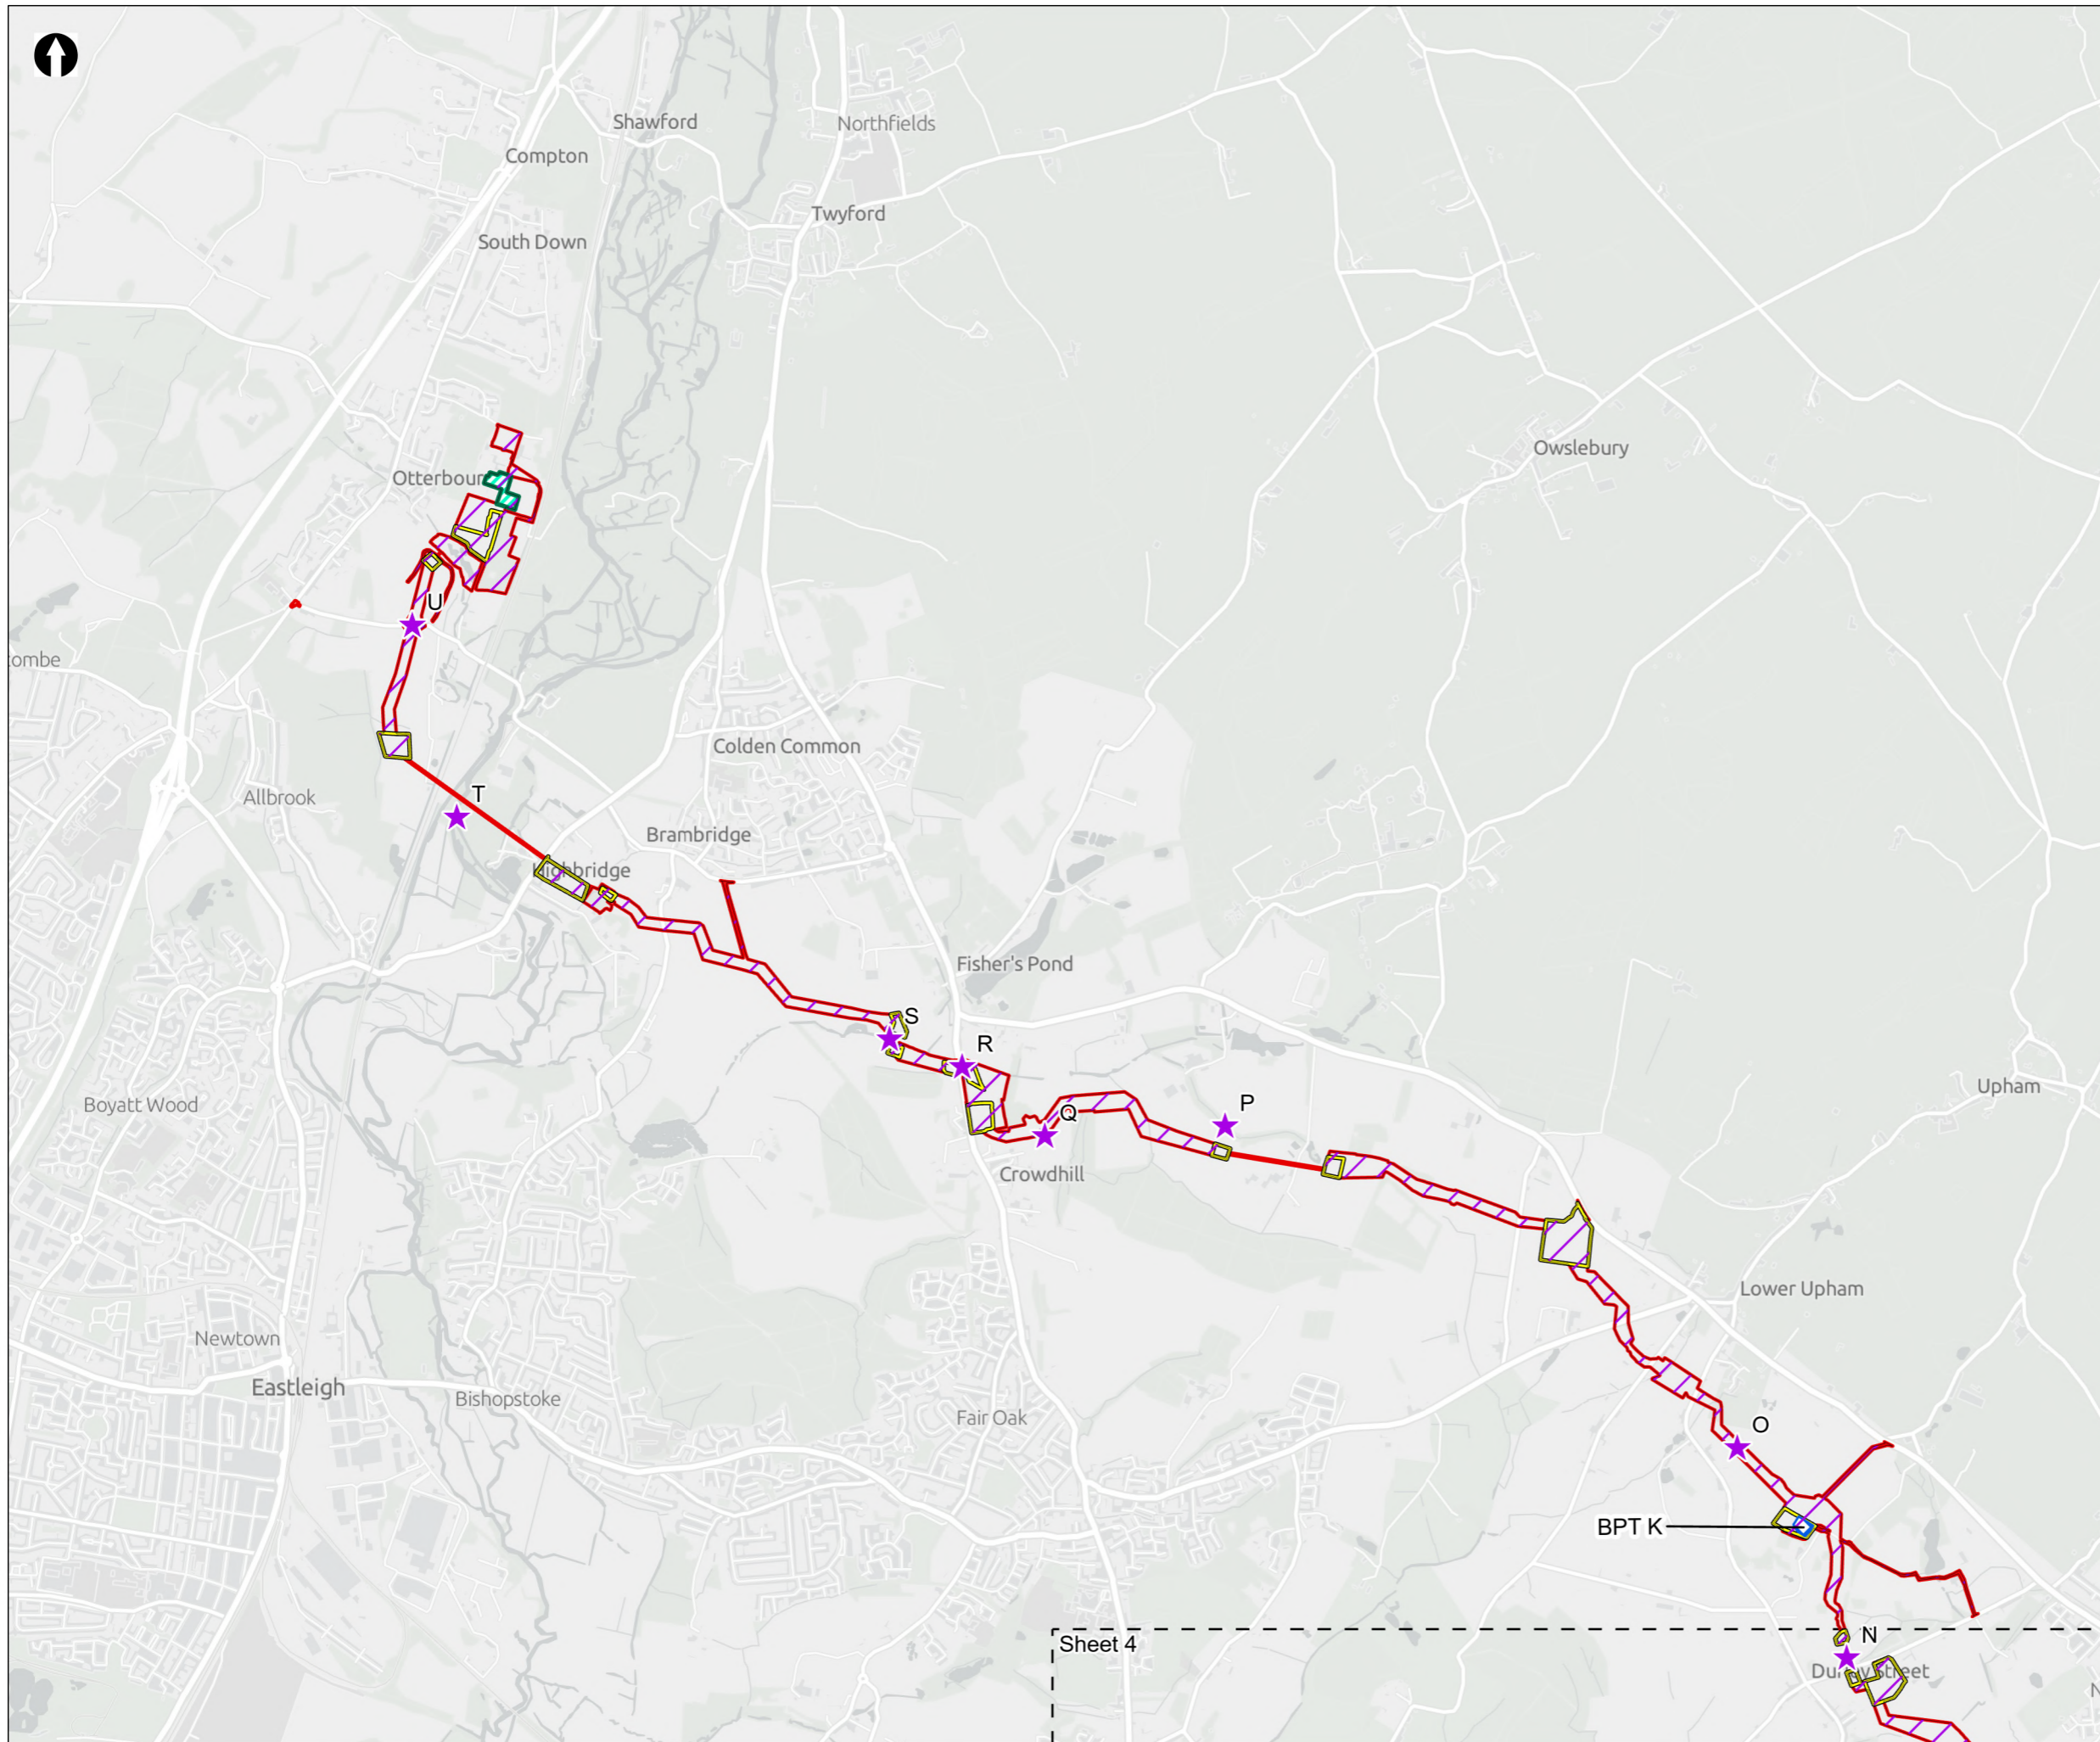 Shawford
Northfields
Compton
Twyford
South Down
Owslebury
U
ombe
Colden Common
T
Allbrook
Brambridge
Fisher's Pond
S
R
Upham
Boyatt Wood
P
Q
Crowdhill
Lower Upham
Newtown
Eastleigh
Bishopstoke
Fair Oak
O
BPT K
N
Sheet 4
N